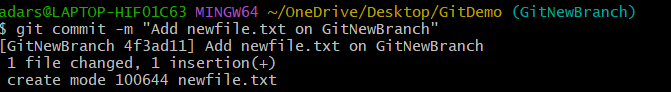 adars@LAPTOP-HIFO1C63 MINGW64 ~/OneDrive/Desktop/GitDemo (GitNewBranch)
$ git commit -m "Add newfile.txt on GitNewBranch"
[GitNewBranch 4f3ad11] Add newfile.txt on GitNewBranch
 1 file changed, 1 insertion(+)
 create mode 100644 newfile.txt